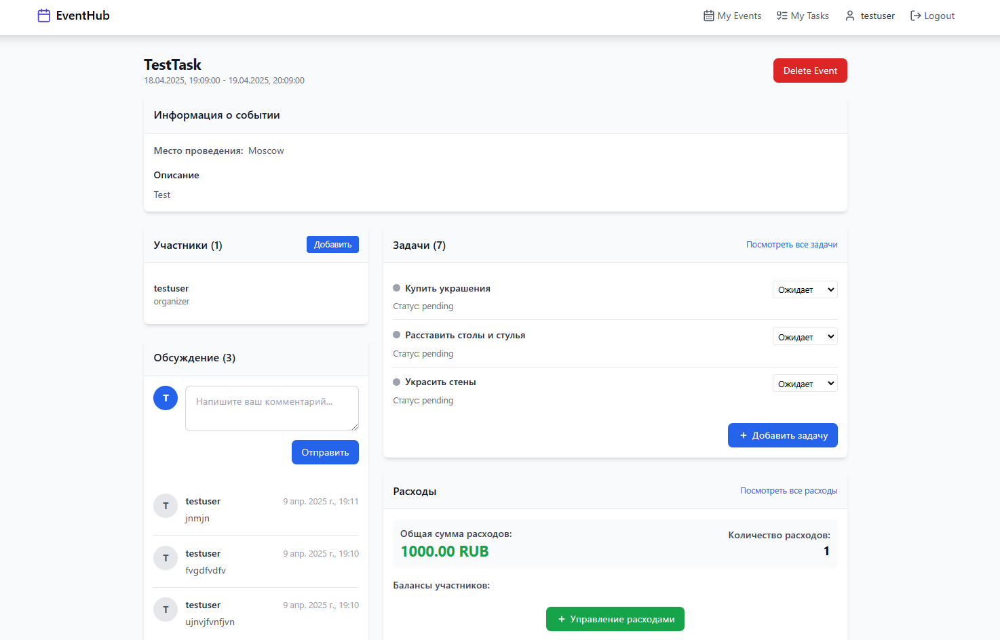 EventHub
My Events
My Tasks
testuser
Logout
TestTask
18.04.2025, 19:09:00 - 19.04.2025, 20:09:00
Delete Event
Информация о событии
Место проведения: Moscow
Описание
Test
Участники (1)
Добавить
testuser
organizer
Обсуждение (3)
T
Напишите ваш комментарий...
Отправить
T
testuser
9 апр. 2025 г., 19:11
jnmjn
T
testuser
9 апр. 2025 г., 19:10
fvgdfvdfv
T
testuser
9 апр. 2025 г., 19:10
ujnvjfvnfjvn
Задачи (7)
Посмотреть все задачи
Купить украшения
Ожидает
Статус: pending
Расставить столы и стулья
Ожидает
Статус: pending
Украсить стены
Ожидает
Статус: pending
+ Добавить задачу
Расходы
Посмотреть все расходы
Общая сумма расходов:
1000.00 RUB
Количество расходов:
1
Балансы участников:
+ Управление расходами